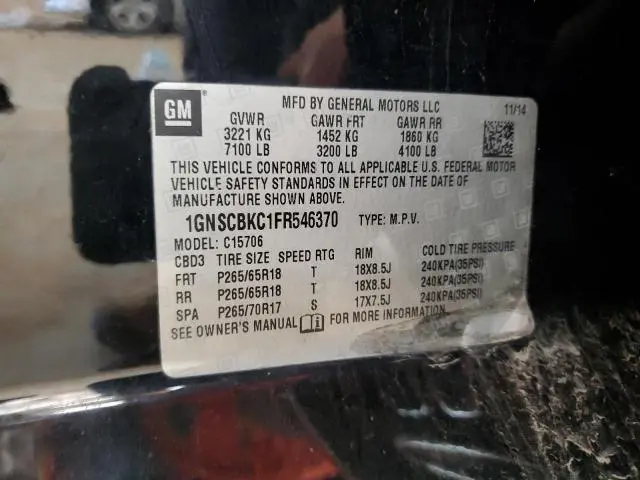 GM
MFD BY GENERAL MOTORS LLC 11/14
GVWR GAWR FRT GAWR RR
3221 KG 1452 KG 1860 KG
7100 LB 3200 LB 4100 LB
THIS VEHICLE CONFORMS TO ALL APPLICABLE U.S. FEDERAL MOTOR
VEHICLE SAFETY STANDARDS IN EFFECT ON THE DATE OF
MANUFACTURE SHOWN ABOVE.
1GNSCBKC1FR546370 TYPE: M.P.V.
MODEL: C15706
CBD3 TIRE SIZE SPEED RTG RIM COLD TIRE PRESSURE
FRT P265/65R18 T 18X8.5J 240KPA(35PSI)
RR P265/65R18 T 18X8.5J 240KPA(35PSI)
SPA P265/70R17 S 17X7.5J 240KPA(35PSI)
SEE OWNER'S MANUAL FOR MORE INFORMATION